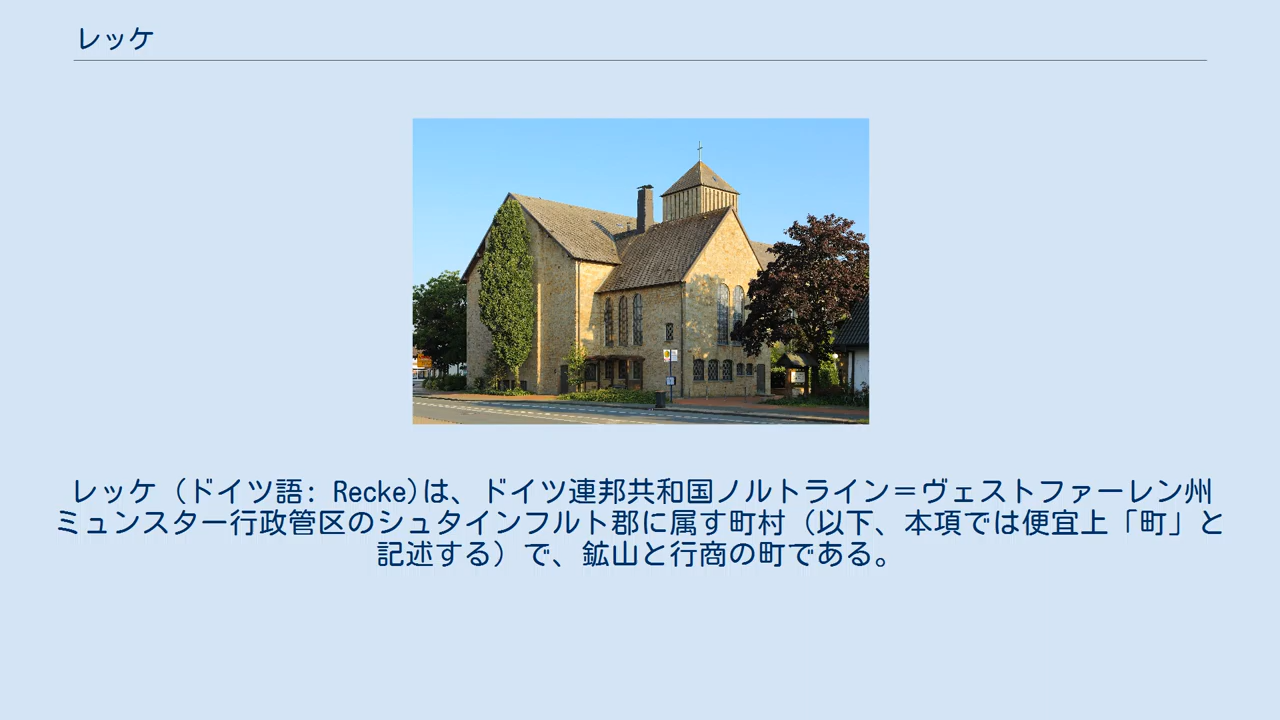 レッケ
レッケ（ドイツ語: Recke)は、ドイツ連邦共和国ノルトライン＝ヴェストファーレン州
ミュンスター行政管区のシュタインフルト郡に属す町村（以下、本項では便宜上「町」と
記述する）で、鉱山と行商の町である。